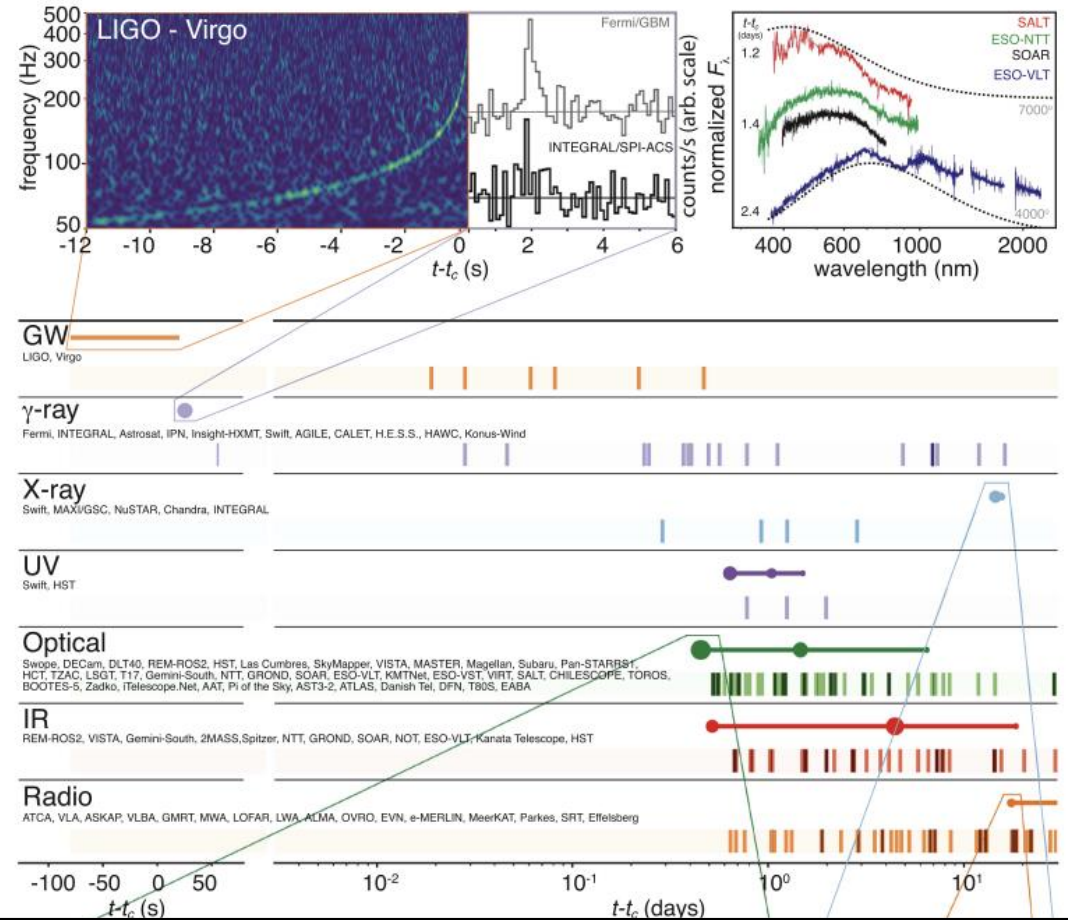 LIGO - Virgo
frequency (Hz)
500
400
300
200
100
50
-12 -10 -8 -6 -4 -2 0 2 4 6
t-tc (s)
Fermi/GBM
INTEGRAL/SPI-ACS
counts/s (arb. scale)
normalized Fλ
t-tc
(days)
1.2
1.4
2.4
SALT
ESO-NTT
SOAR
ESO-VLT
7000°
4000°
400 600 1000 2000
wavelength (nm)
GW
LIGO, Virgo
γ-ray
Fermi, INTEGRAL, Astrosat, IPN, Insight-HXMT, Swift, AGILE, CALET, H.E.S.S., HAWC, Konus-Wind
X-ray
Swift, MAXI/GSC, NuSTAR, Chandra, INTEGRAL
UV
Swift, HST
Optical
Swope, DECam, DLT40, REM-ROS2, HST, Las Cumbres, SkyMapper, VISTA, MASTER, Magellan, Subaru, Pan-STARRS1,
HCT, TZAC, LSGT, T17, Gemini-South, NTT, GROND, SOAR, ESO-VLT, KMTNet, ESO-VST, VIRT, SALT, CHILESCOPE, TOROS,
BOOTES-5, Zadko, iTelescope.Net, AAT, Pi of the Sky, AST3-2, ATLAS, Danish Tel, DFN, T80S, EABA
IR
REM-ROS2, VISTA, Gemini-South, 2MASS,Spitzer, NTT, GROND, SOAR, NOT, ESO-VLT, Kanata Telescope, HST
Radio
ATCA, VLA, ASKAP, VLBA, GMRT, MWA, LOFAR, LWA, ALMA, OVRO, EVN, e-MERLIN, MeerKAT, Parkes, SRT, Effelsberg
-100 -50 0 50 10⁻² 10⁻¹ 10⁰ 10¹
t-tc (s) t-tc (days)